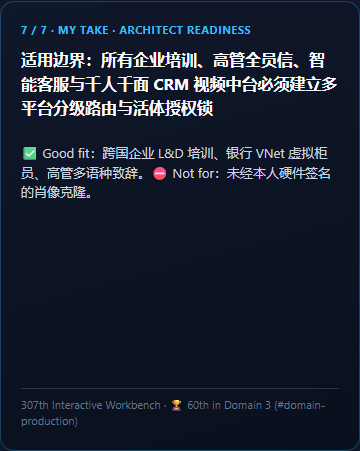 7 / 7 · MY TAKE · ARCHITECT READINESS
适用边界：所有企业培训、高管全员信、智
能客服与千人千面 CRM 视频中台必须建立多
平台分级路由与活体授权锁
✅ Good fit：跨国企业 L&D 培训、银行 VNet 虚拟柜
员、高管多语种致辞。⛔ Not for：未经本人硬件签名
的肖像克隆。
307th Interactive Workbench · 🏆 60th in Domain 3 (#domain-
production)